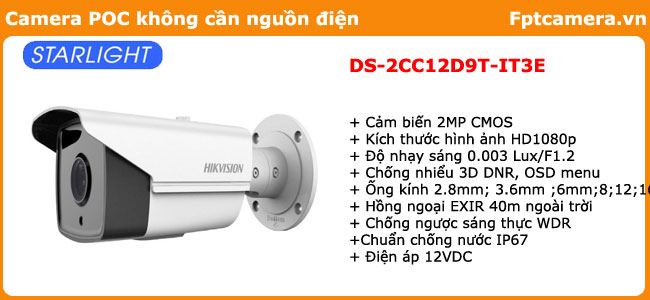 Camera POC không cần nguồn điện
Fptcamera.vn
STARLIGHT
DS-2CC12D9T-IT3E
+ Cảm biến 2MP CMOS
+ Kích thước hình ảnh HD1080p
+ Độ nhạy sáng 0.003 Lux/F1.2
+ Chống nhiểu 3D DNR, OSD menu
+ Ống kính 2.8mm; 3.6mm ;6mm;8;12;
+ Hồng ngoại EXIR 40m ngoài trời
+ Chống ngược sáng thực WDR
+Chuẩn chống nước IP67
+ Điện áp 12VDC
HIKVISION